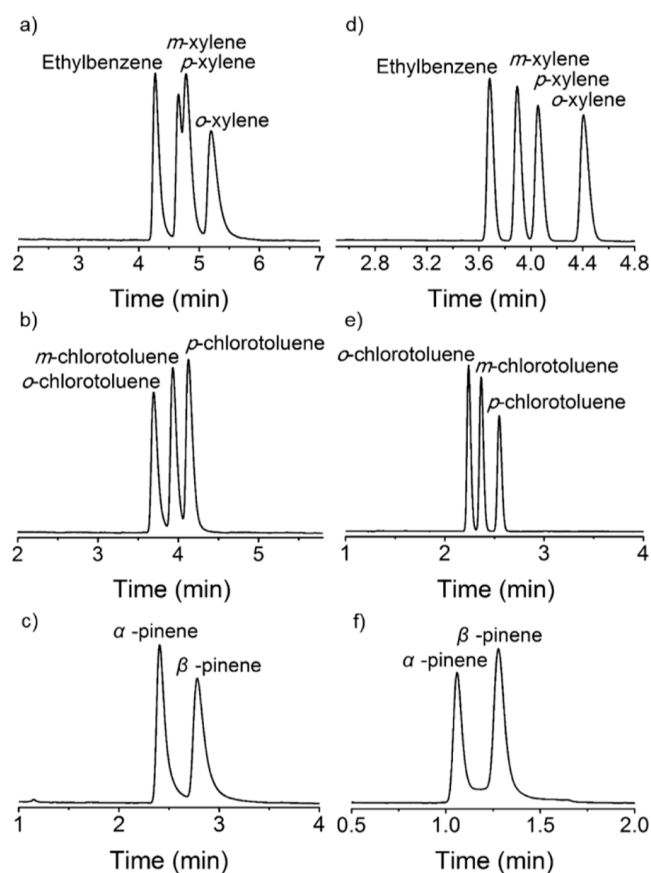 a)
m-xylene
Ethylbenzene p-xylene
o-xylene
2 3 4 5 6 7
Time (min)
d)
m-xylene
Ethylbenzene
p-xylene
o-xylene
2.8 3.2 3.6 4.0 4.4 4.8
Time (min)
b)
p-chlorotoluene
m-chlorotoluene
o-chlorotoluene
2 3 4 5
Time (min)
e)
o-chlorotoluene
m-chlorotoluene
p-chlorotoluene
1 2 3 4
Time (min)
c)
α -pinene
β -pinene
1 2 3 4
Time (min)
f)
β -pinene
α -pinene
0.5 1.0 1.5 2.0
Time (min)